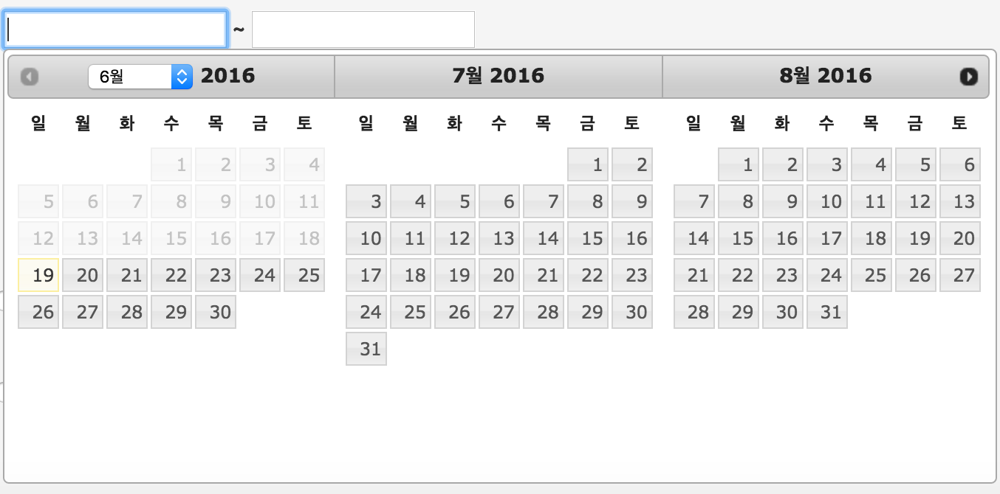 ~
6월 2016
7월 2016
8월 2016
일 월 화 수 목 금 토
1 2 3 4
5 6 7 8 9 10 11
12 13 14 15 16 17 18
19 20 21 22 23 24 25
26 27 28 29 30
일 월 화 수 목 금 토
1 2
3 4 5 6 7 8 9
10 11 12 13 14 15 16
17 18 19 20 21 22 23
24 25 26 27 28 29 30
31
일 월 화 수 목 금 토
1 2 3 4 5 6
7 8 9 10 11 12 13
14 15 16 17 18 19 20
21 22 23 24 25 26 27
28 29 30 31